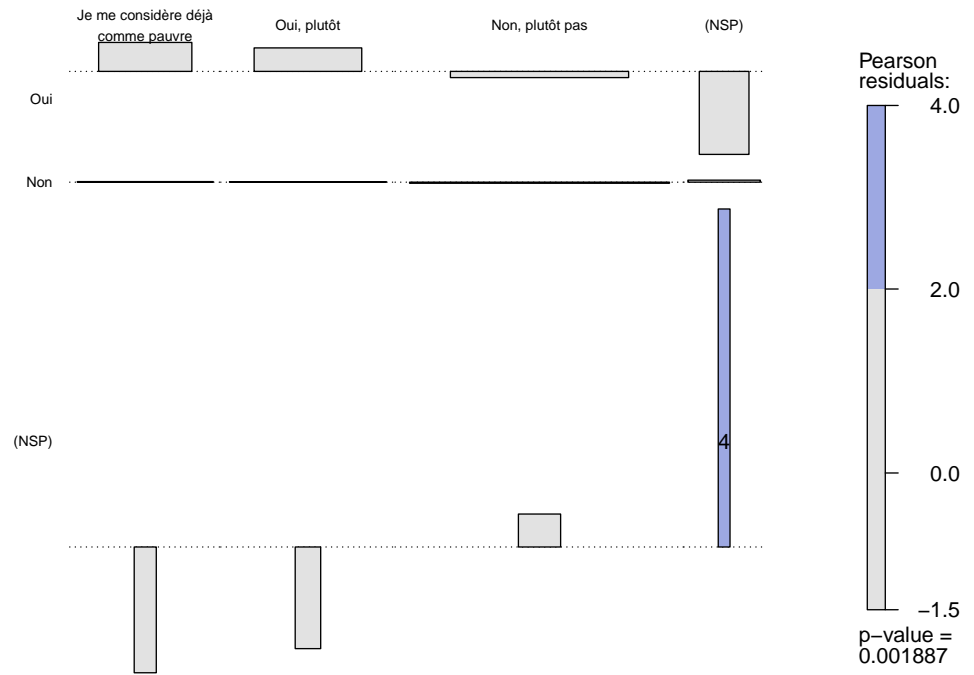 Je me considère déjà
comme pauvre
Oui, plutôt
Non, plutôt pas
(NSP)
Oui
Non
(NSP)
4
Pearson
residuals:
4.0
2.0
0.0
−1.5
p−value =
0.001887